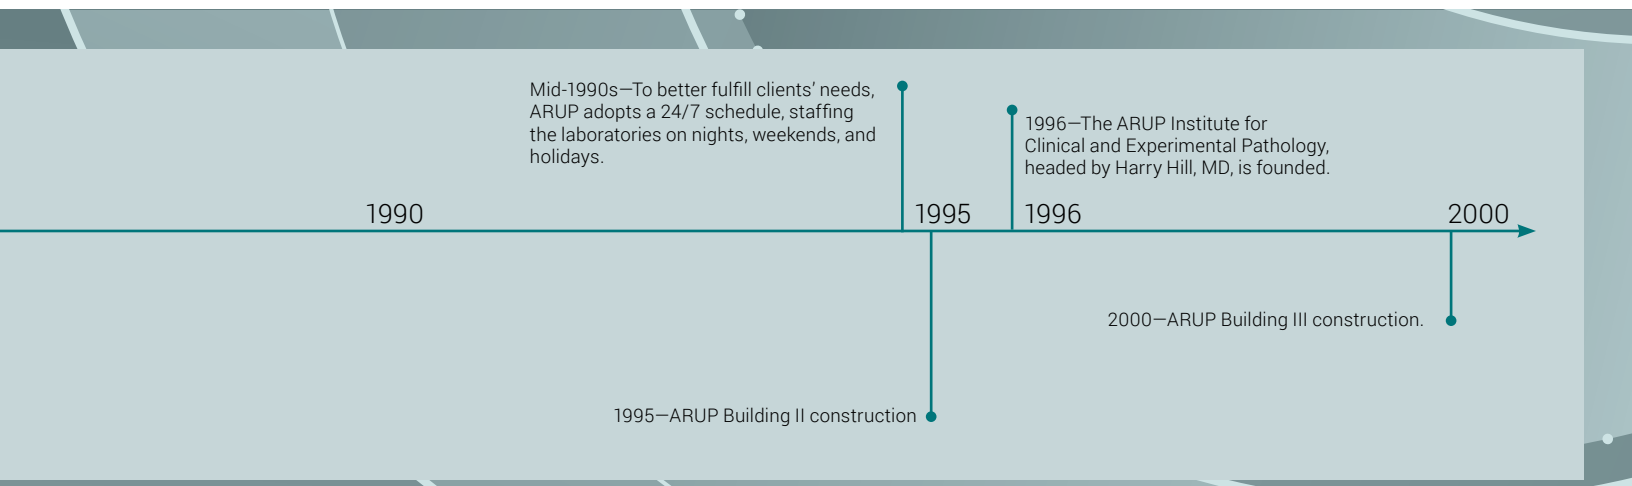 Mid-1990s—To better fulfill clients’ needs,
ARUP adopts a 24/7 schedule, staffing
the laboratories on nights, weekends, and
holidays.
1996—The ARUP Institute for
Clinical and Experimental Pathology,
headed by Harry Hill, MD, is founded.
1990
1995
1996
2000
2000—ARUP Building III construction.
1995—ARUP Building II construction